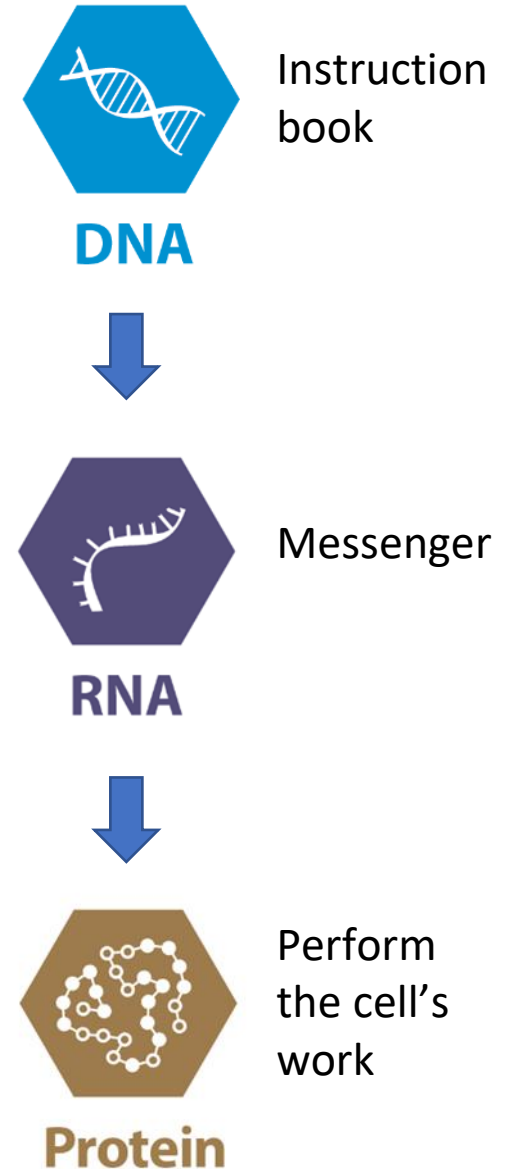 Instruction
book
DNA
Messenger
RNA
Perform
the cell’s
work
Protein